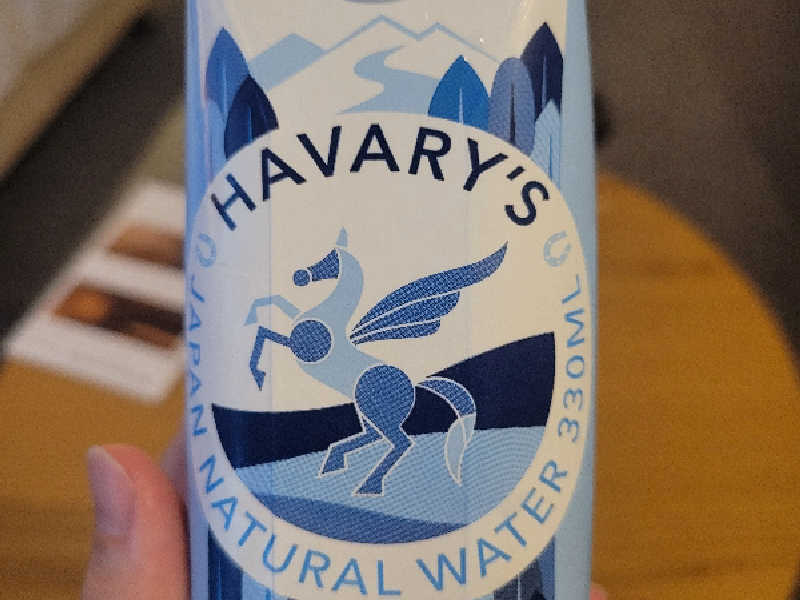 HAVARY'S
JAPAN NATURAL WATER 330ML